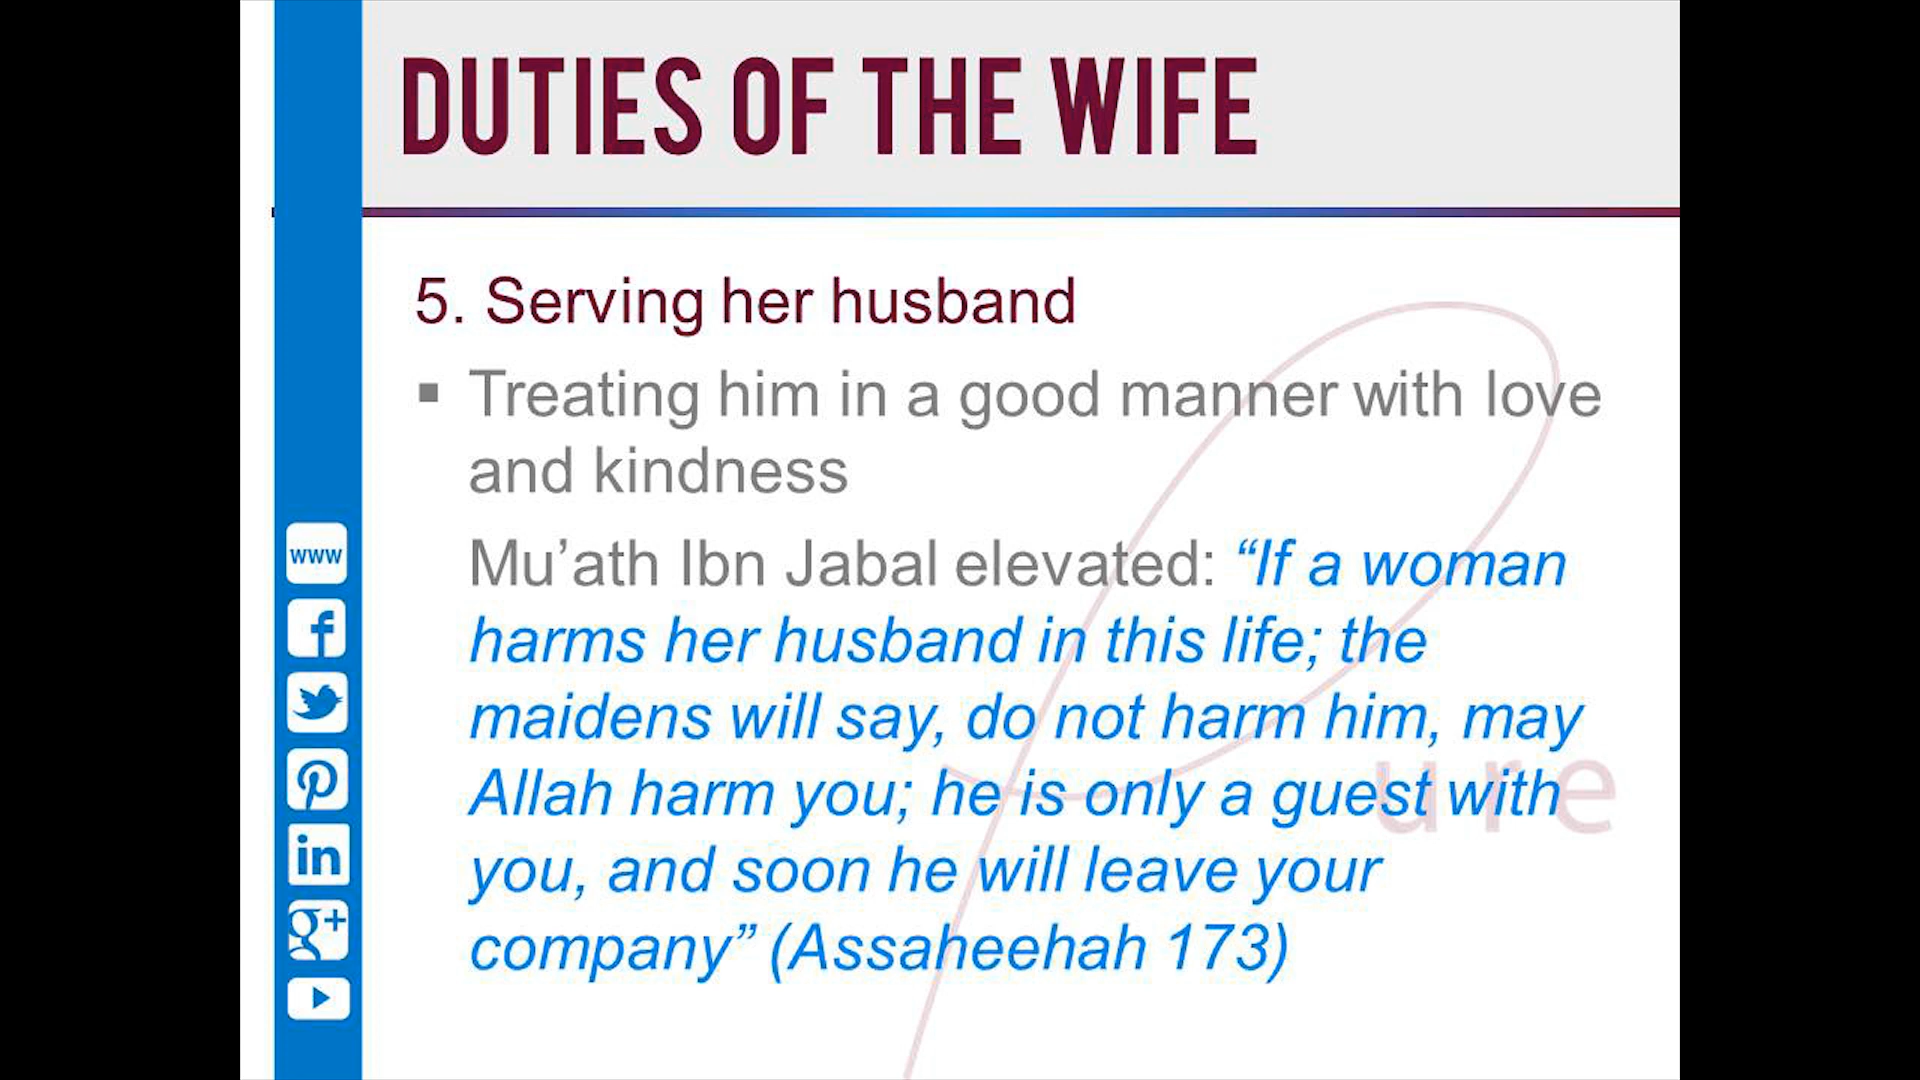 DUTIES OF THE WIFE
5. Serving her husband
▪ Treating him in a good manner with love
and kindness
Mu’ath Ibn Jabal elevated: “If a woman
harms her husband in this life; the
maidens will say, do not harm him, may
Allah harm you; he is only a guest with
you, and soon he will leave your
company” (Assaheehah 173)
ure
www
f
in
g+